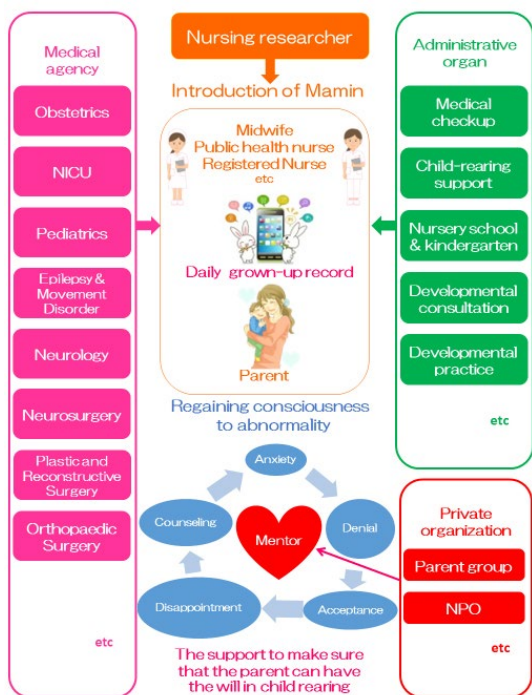 Medical
agency
Obstetrics
NICU
Pediatrics
Epilepsy &
Movement
Disorder
Neurology
Neurosurgery
Plastic and
Reconstructive
Surgery
Orthopaedic
Surgery
etc
Nursing researcher
Introduction of Mamin
Midwife
Public health nurse
Registered Nurse
etc
Daily grown-up record
Parent
Regaining consciousness
to abnormality
Anxiety
Denial
Acceptance
Disappointment
Counseling
Mentor
The support to make sure
that the parent can have
the will in child rearing
Administrative
organ
Medical
checkup
Child-rearing
support
Nursery school
& kindergarten
Developmental
consultation
Developmental
practice
etc
Private
organization
Parent group
NPO
etc